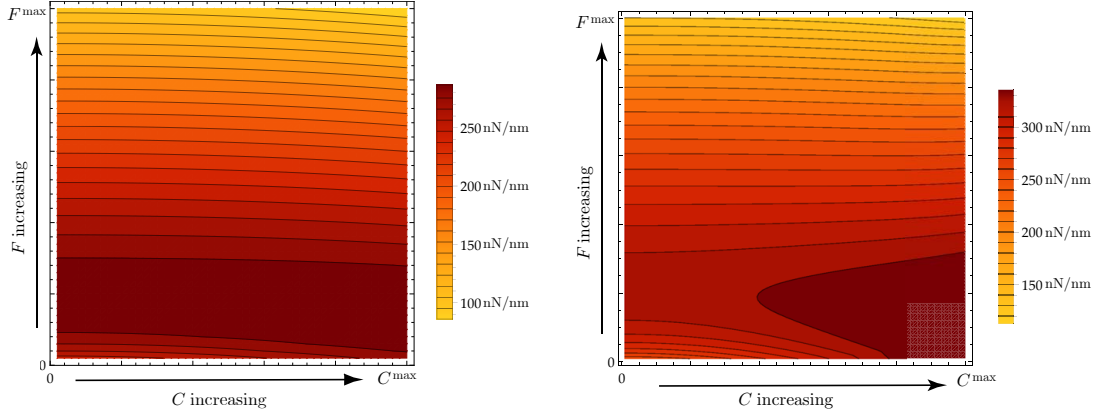 F^max
F increasing
0
0
C increasing
C^max
250 nN/nm
200 nN/nm
150 nN/nm
100 nN/nm
F^max
F increasing
0
0
C increasing
C^max
300 nN/nm
250 nN/nm
200 nN/nm
150 nN/nm